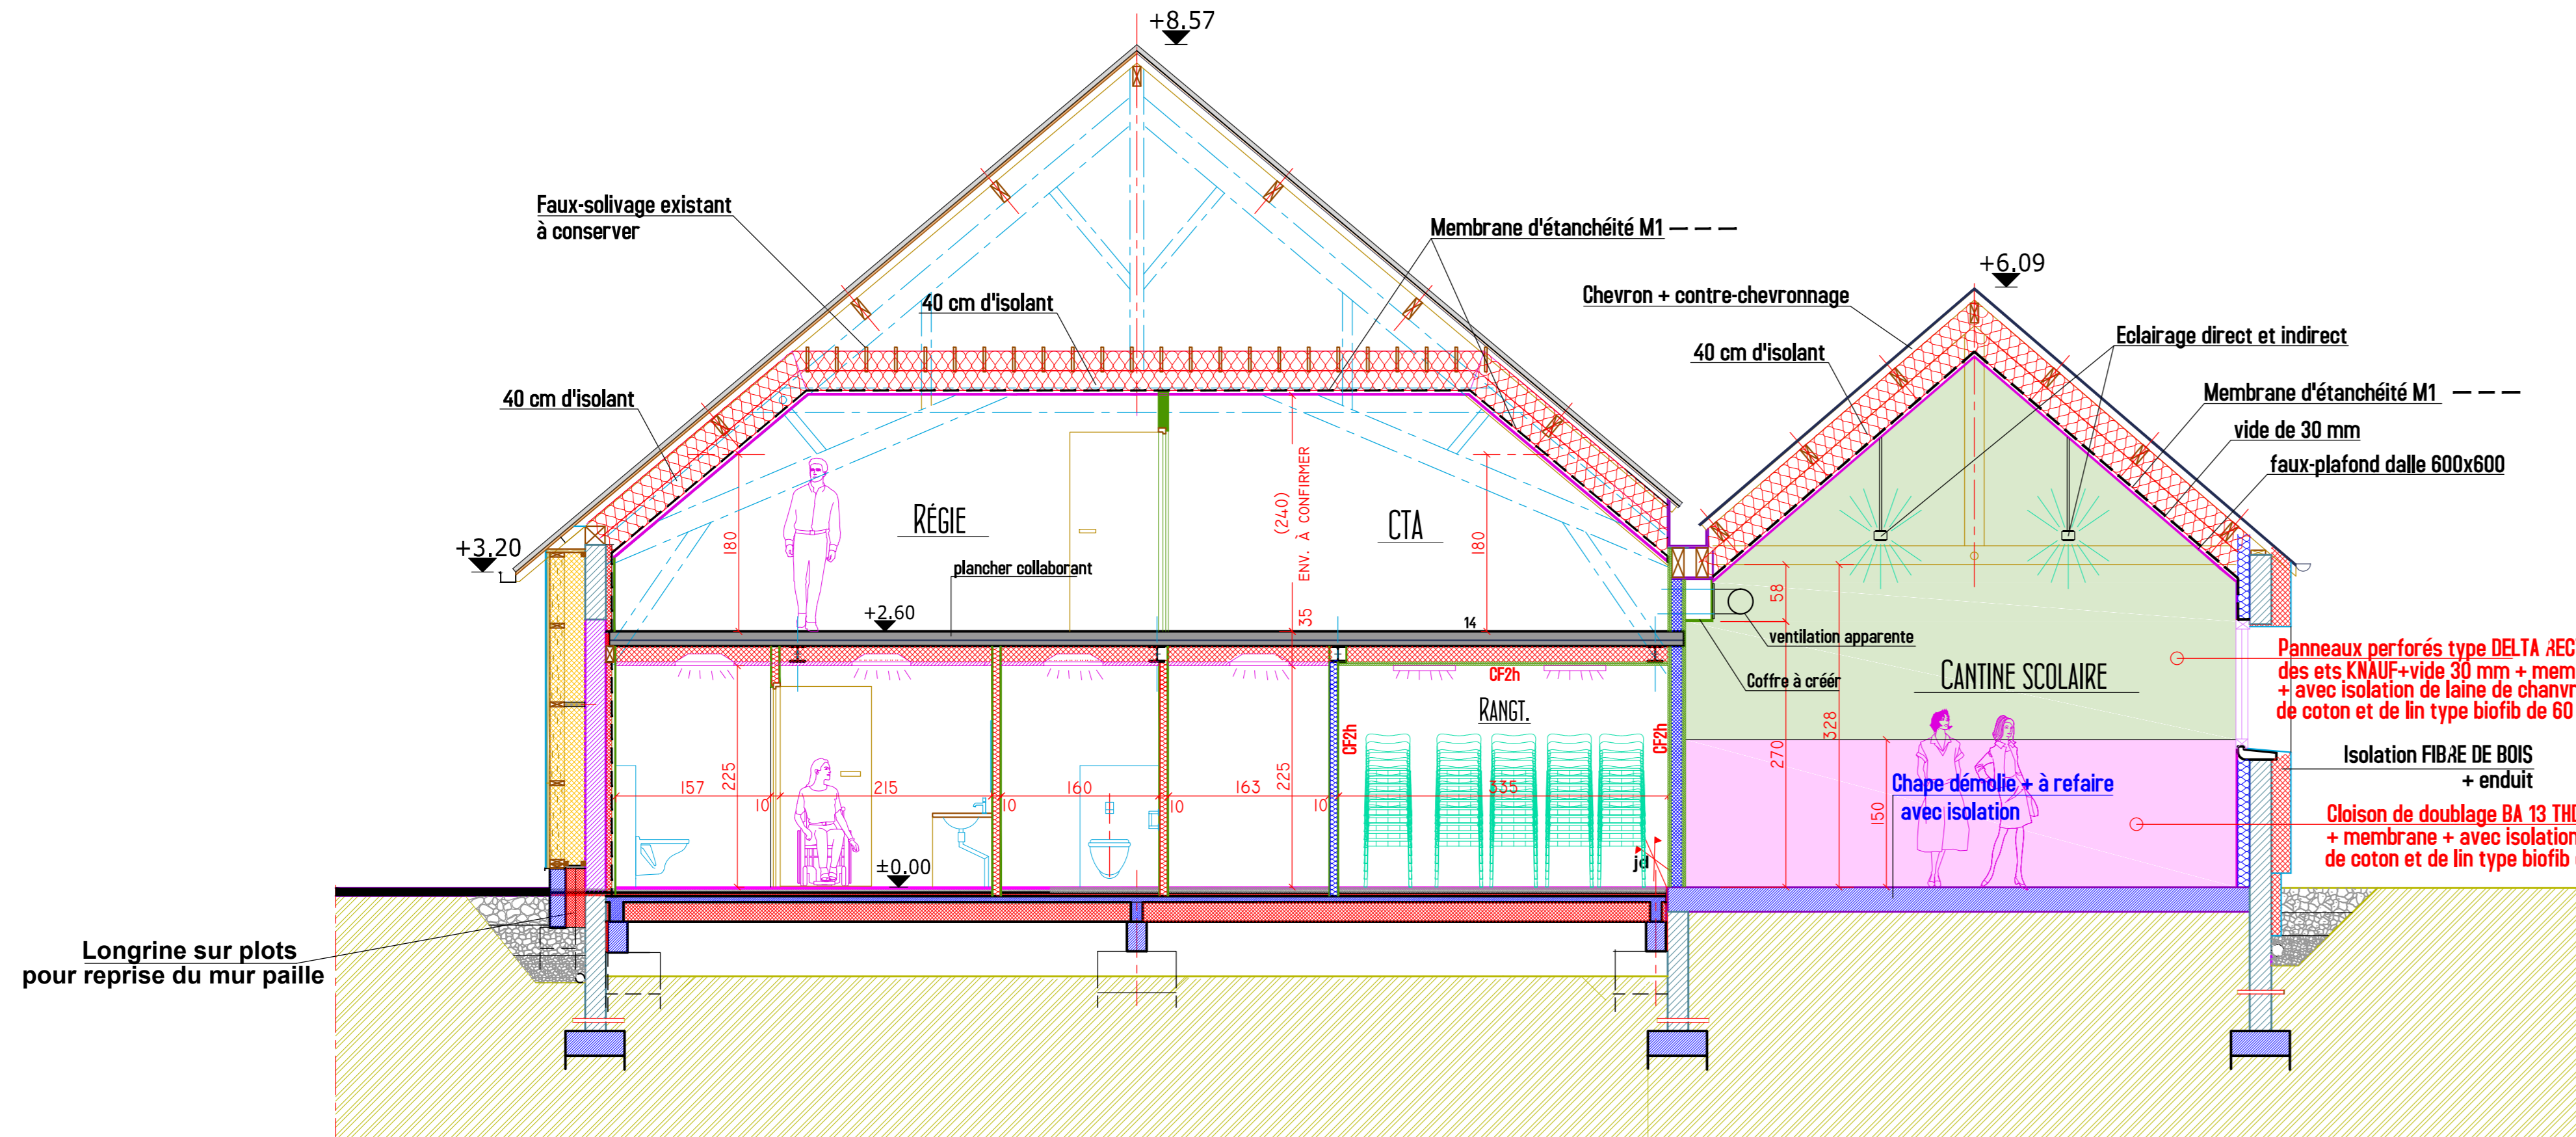 +8.57
Faux-solivage existant
à conserver
Membrane d'étanchéité M1
+6.09
Chevron + contre-chevronnage
40 cm d'isolant
Eclairage direct et indirect
40 cm d'isolant
40 cm d'isolant
Membrane d'étanchéité M1
vide de 30 mm
faux-plafond dalle 600x600
+3.20
RÉGIE
CTA
180
(240)
35 ENV. À CONFIRMER
180
plancher collaborant
+2.60
14
58
ventilation apparente
Coffre à créér
CANTINE SCOLAIRE
Panneaux perforés type DELTA REC
des ets KNAUF+vide 30 mm + mem
+ avec isolation de laine de chanvr
de coton et de lin type biofib de 60
CF2h
RANGT.
CF2h
CF2h
328
270
Isolation FIBRE DE BOIS
+ enduit
157
225
10
215
10
160
10
163
225
10
335
150
Chape démolie + à refaire
avec isolation
Cloison de doublage BA 13 THD
+ membrane + avec isolation
de coton et de lin type biofib
jd
±0.00
Longrine sur plots
pour reprise du mur paille